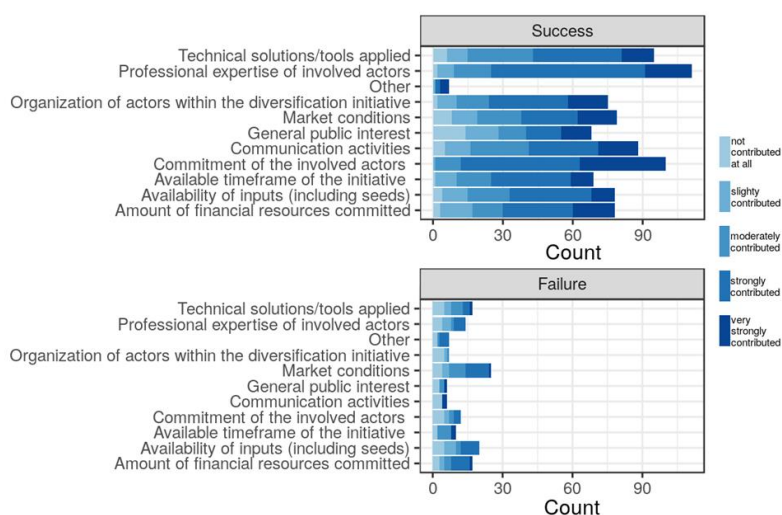 Success
Technical solutions/tools applied
Professional expertise of involved actors
Other
Organization of actors within the diversification initiative
Market conditions
General public interest
Communication activities
Commitment of the involved actors
Available timeframe of the initiative
Availability of inputs (including seeds)
Amount of financial resources committed
0 30 60 90
Count
not
contributed
at all
slighty
contributed
moderately
contributed
strongly
contributed
very
strongly
contributed
Failure
Technical solutions/tools applied
Professional expertise of involved actors
Other
Organization of actors within the diversification initiative
Market conditions
General public interest
Communication activities
Commitment of the involved actors
Available timeframe of the initiative
Availability of inputs (including seeds)
Amount of financial resources committed
0 30 60 90
Count